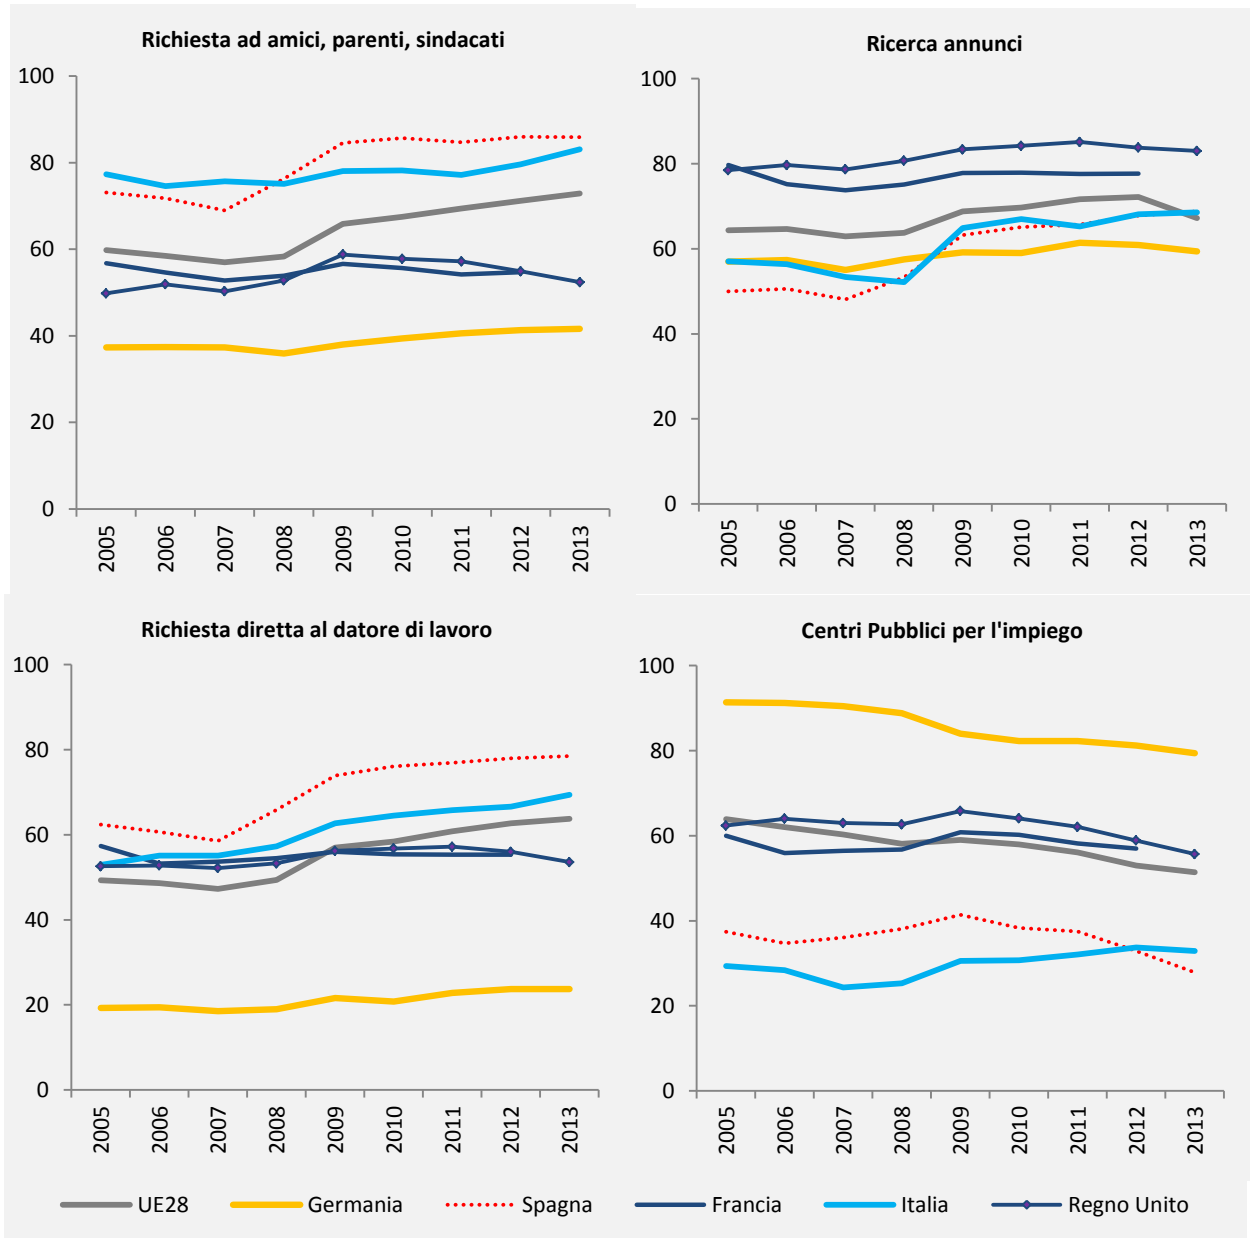 Richiesta ad amici, parenti, sindacati
100
80
60
40
20
0
2005 2006 2007 2008 2009 2010 2011 2012 2013
Ricerca annunci
100
80
60
40
20
0
2005 2006 2007 2008 2009 2010 2011 2012 2013
Richiesta diretta al datore di lavoro
100
80
60
40
20
0
2005 2006 2007 2008 2009 2010 2011 2012 2013
Centri Pubblici per l'impiego
100
80
60
40
20
0
2005 2006 2007 2008 2009 2010 2011 2012 2013
UE28 Germania Spagna Francia Italia Regno Unito